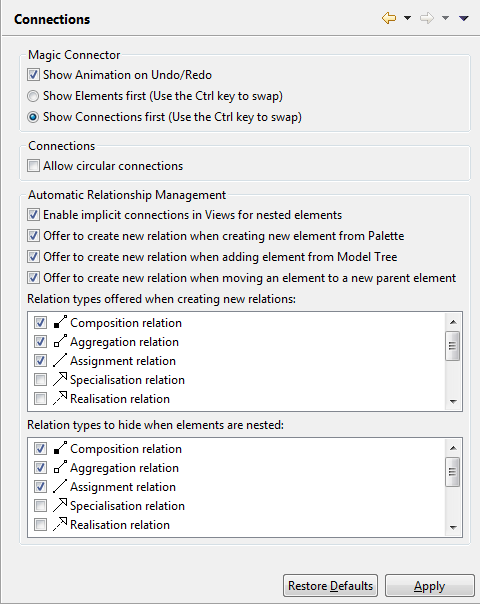 Connections
Magic Connector
Show Animation on Undo/Redo
Show Elements first (Use the Ctrl key to swap)
Show Connections first (Use the Ctrl key to swap)
Connections
Allow circular connections
Automatic Relationship Management
Enable implicit connections in Views for nested elements
Offer to create new relation when creating new element from Palette
Offer to create new relation when adding element from Model Tree
Offer to create new relation when moving an element to a new parent element
Relation types offered when creating new relations:
Composition relation
Aggregation relation
Assignment relation
Specialisation relation
Realisation relation
Relation types to hide when elements are nested:
Composition relation
Aggregation relation
Assignment relation
Specialisation relation
Realisation relation
Restore Defaults
Apply